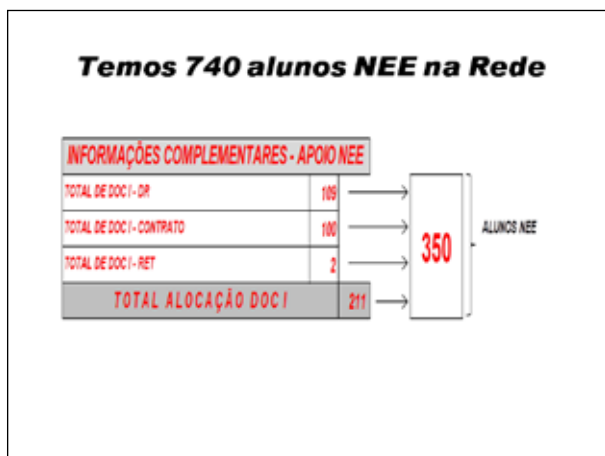 Temos 740 alunos NEE na Rede
INFORMAÇÕES COMPLEMENTARES - APOIO NEE
TOTAL DE DOC I - DR 109
TOTAL DE DOC I - CONTRATO 100
TOTAL DE DOC I - RET 2
TOTAL ALOCAÇÃO DOC I 211
350
ALUNOS NEE